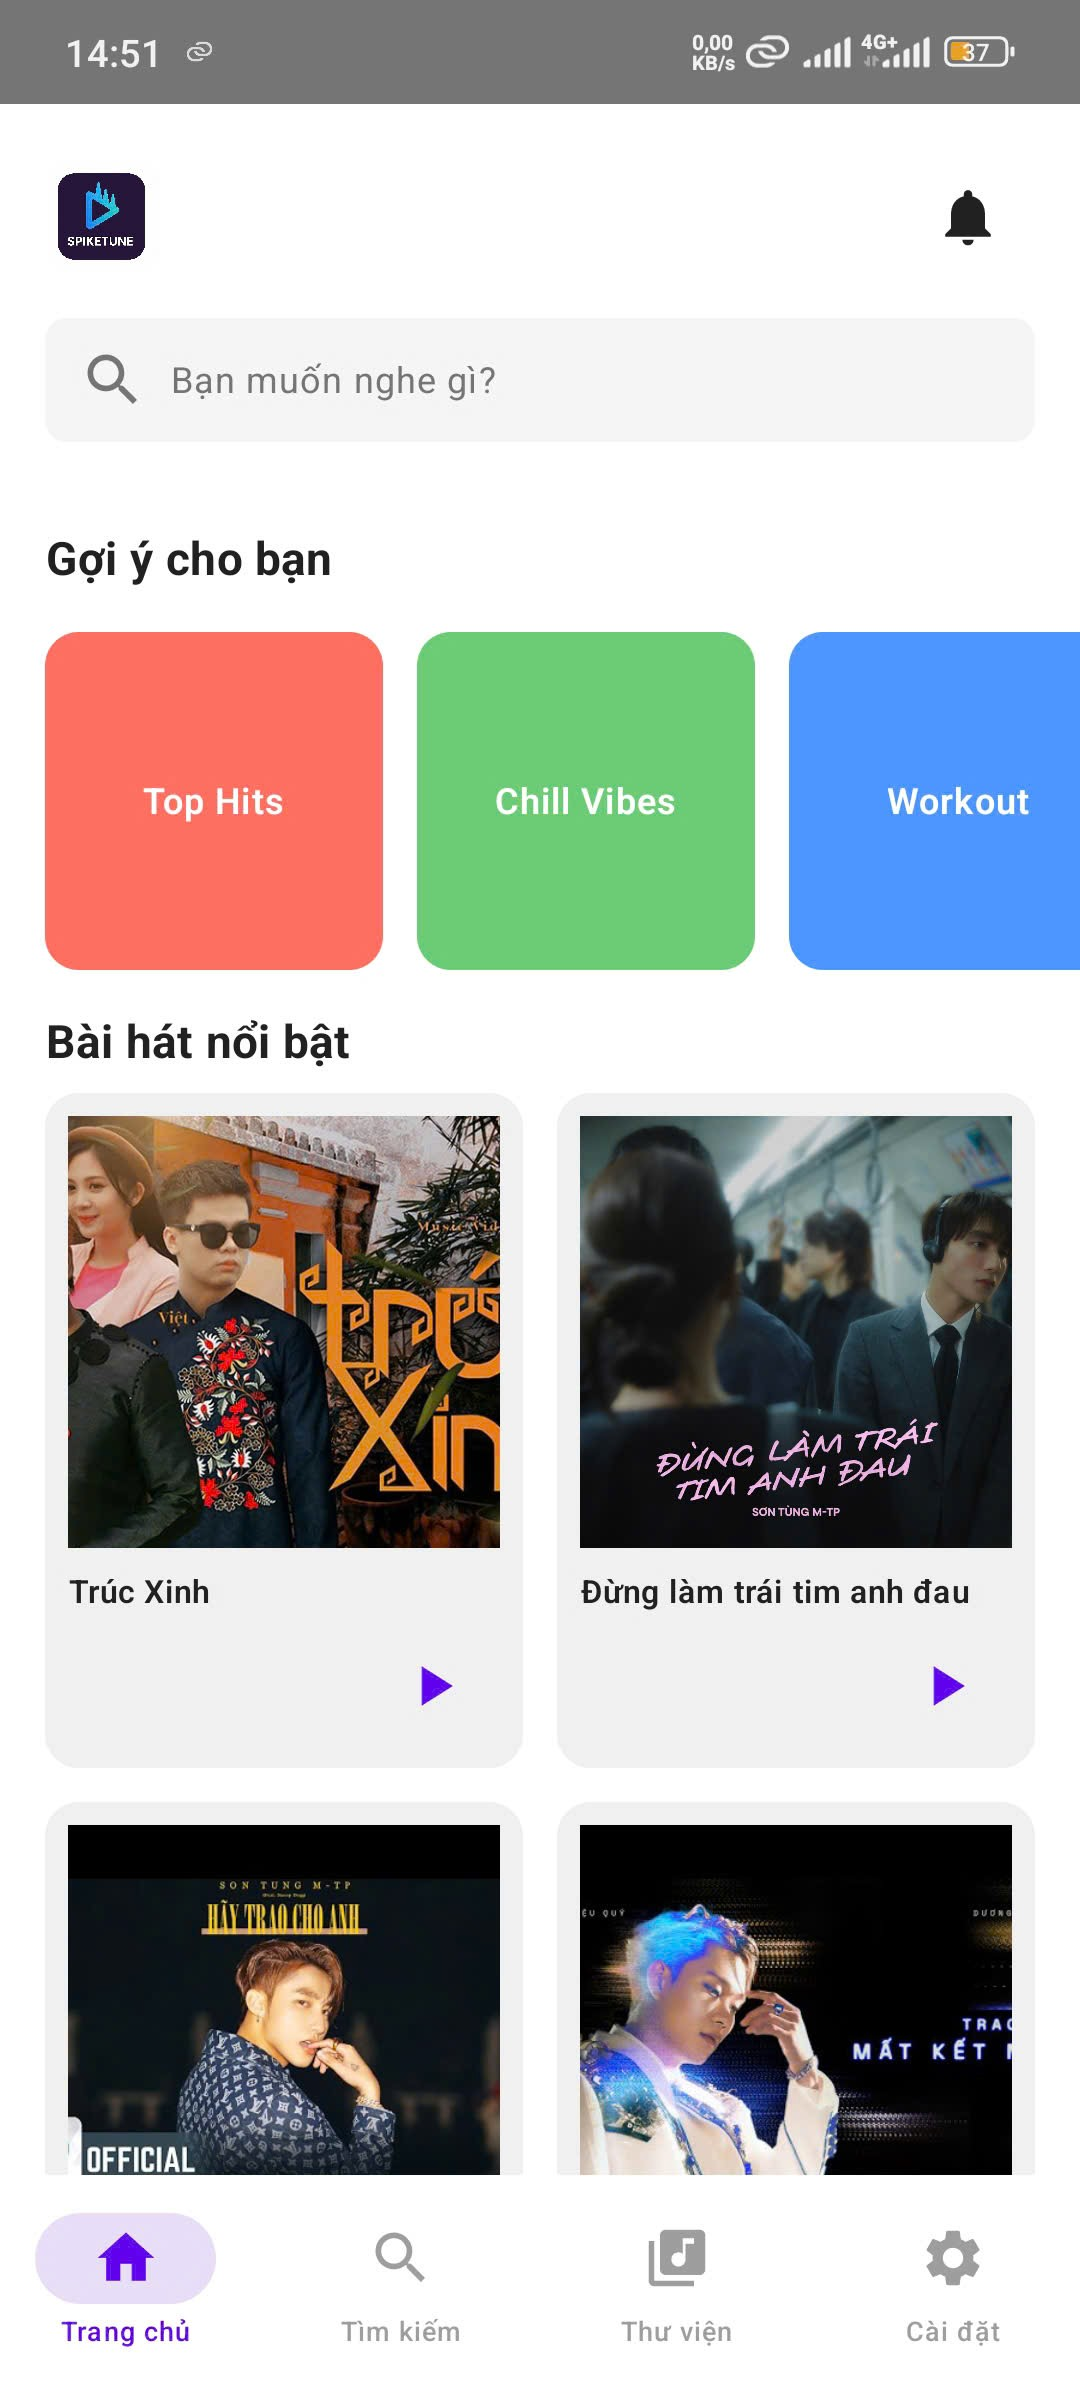 14:51
0,00
KB/s
4G+
37
SPIKETUNE
Bạn muốn nghe gì?
Gợi ý cho bạn
Top Hits
Chill Vibes
Workout
Bài hát nổi bật
Music Vid
Việt
trú
Xin
ĐỪNG LÀM TRÁI
TIM ANH ĐAU
SƠN TÙNG M-TP
Trúc Xinh
Đừng làm trái tim anh đau
SON TUNG M-TP
HÃY TRAO CHO ANH
OFFICIAL
ỆU QUÝ
DƯƠNG
TRAC
MẤT KẾT
Trang chủ
Tìm kiếm
Thư viện
Cài đặt